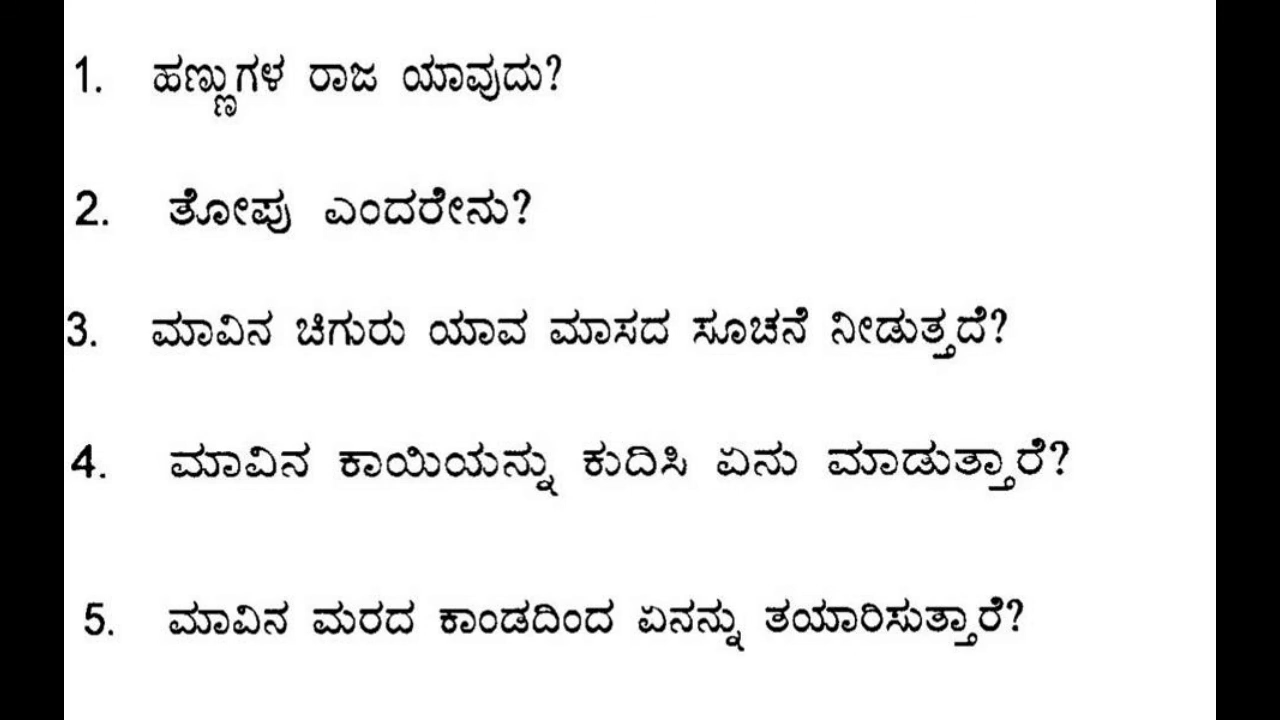 1. ಹಣ್ಣುಗಳ ರಾಜ ಯಾವುದು?
2. ತೋಪು ಎಂದರೇನು?
3. ಮಾವಿನ ಚಿಗುರು ಯಾವ ಮಾಸದ ಸೂಚನೆ ನೀಡುತ್ತದೆ?
4. ಮಾವಿನ ಕಾಯಿಯನ್ನು ಕುದಿಸಿ ಏನು ಮಾಡುತ್ತಾರೆ?
5. ಮಾವಿನ ಮರದ ಕಾಂಡದಿಂದ ಏನನ್ನು ತಯಾರಿಸುತ್ತಾರೆ?